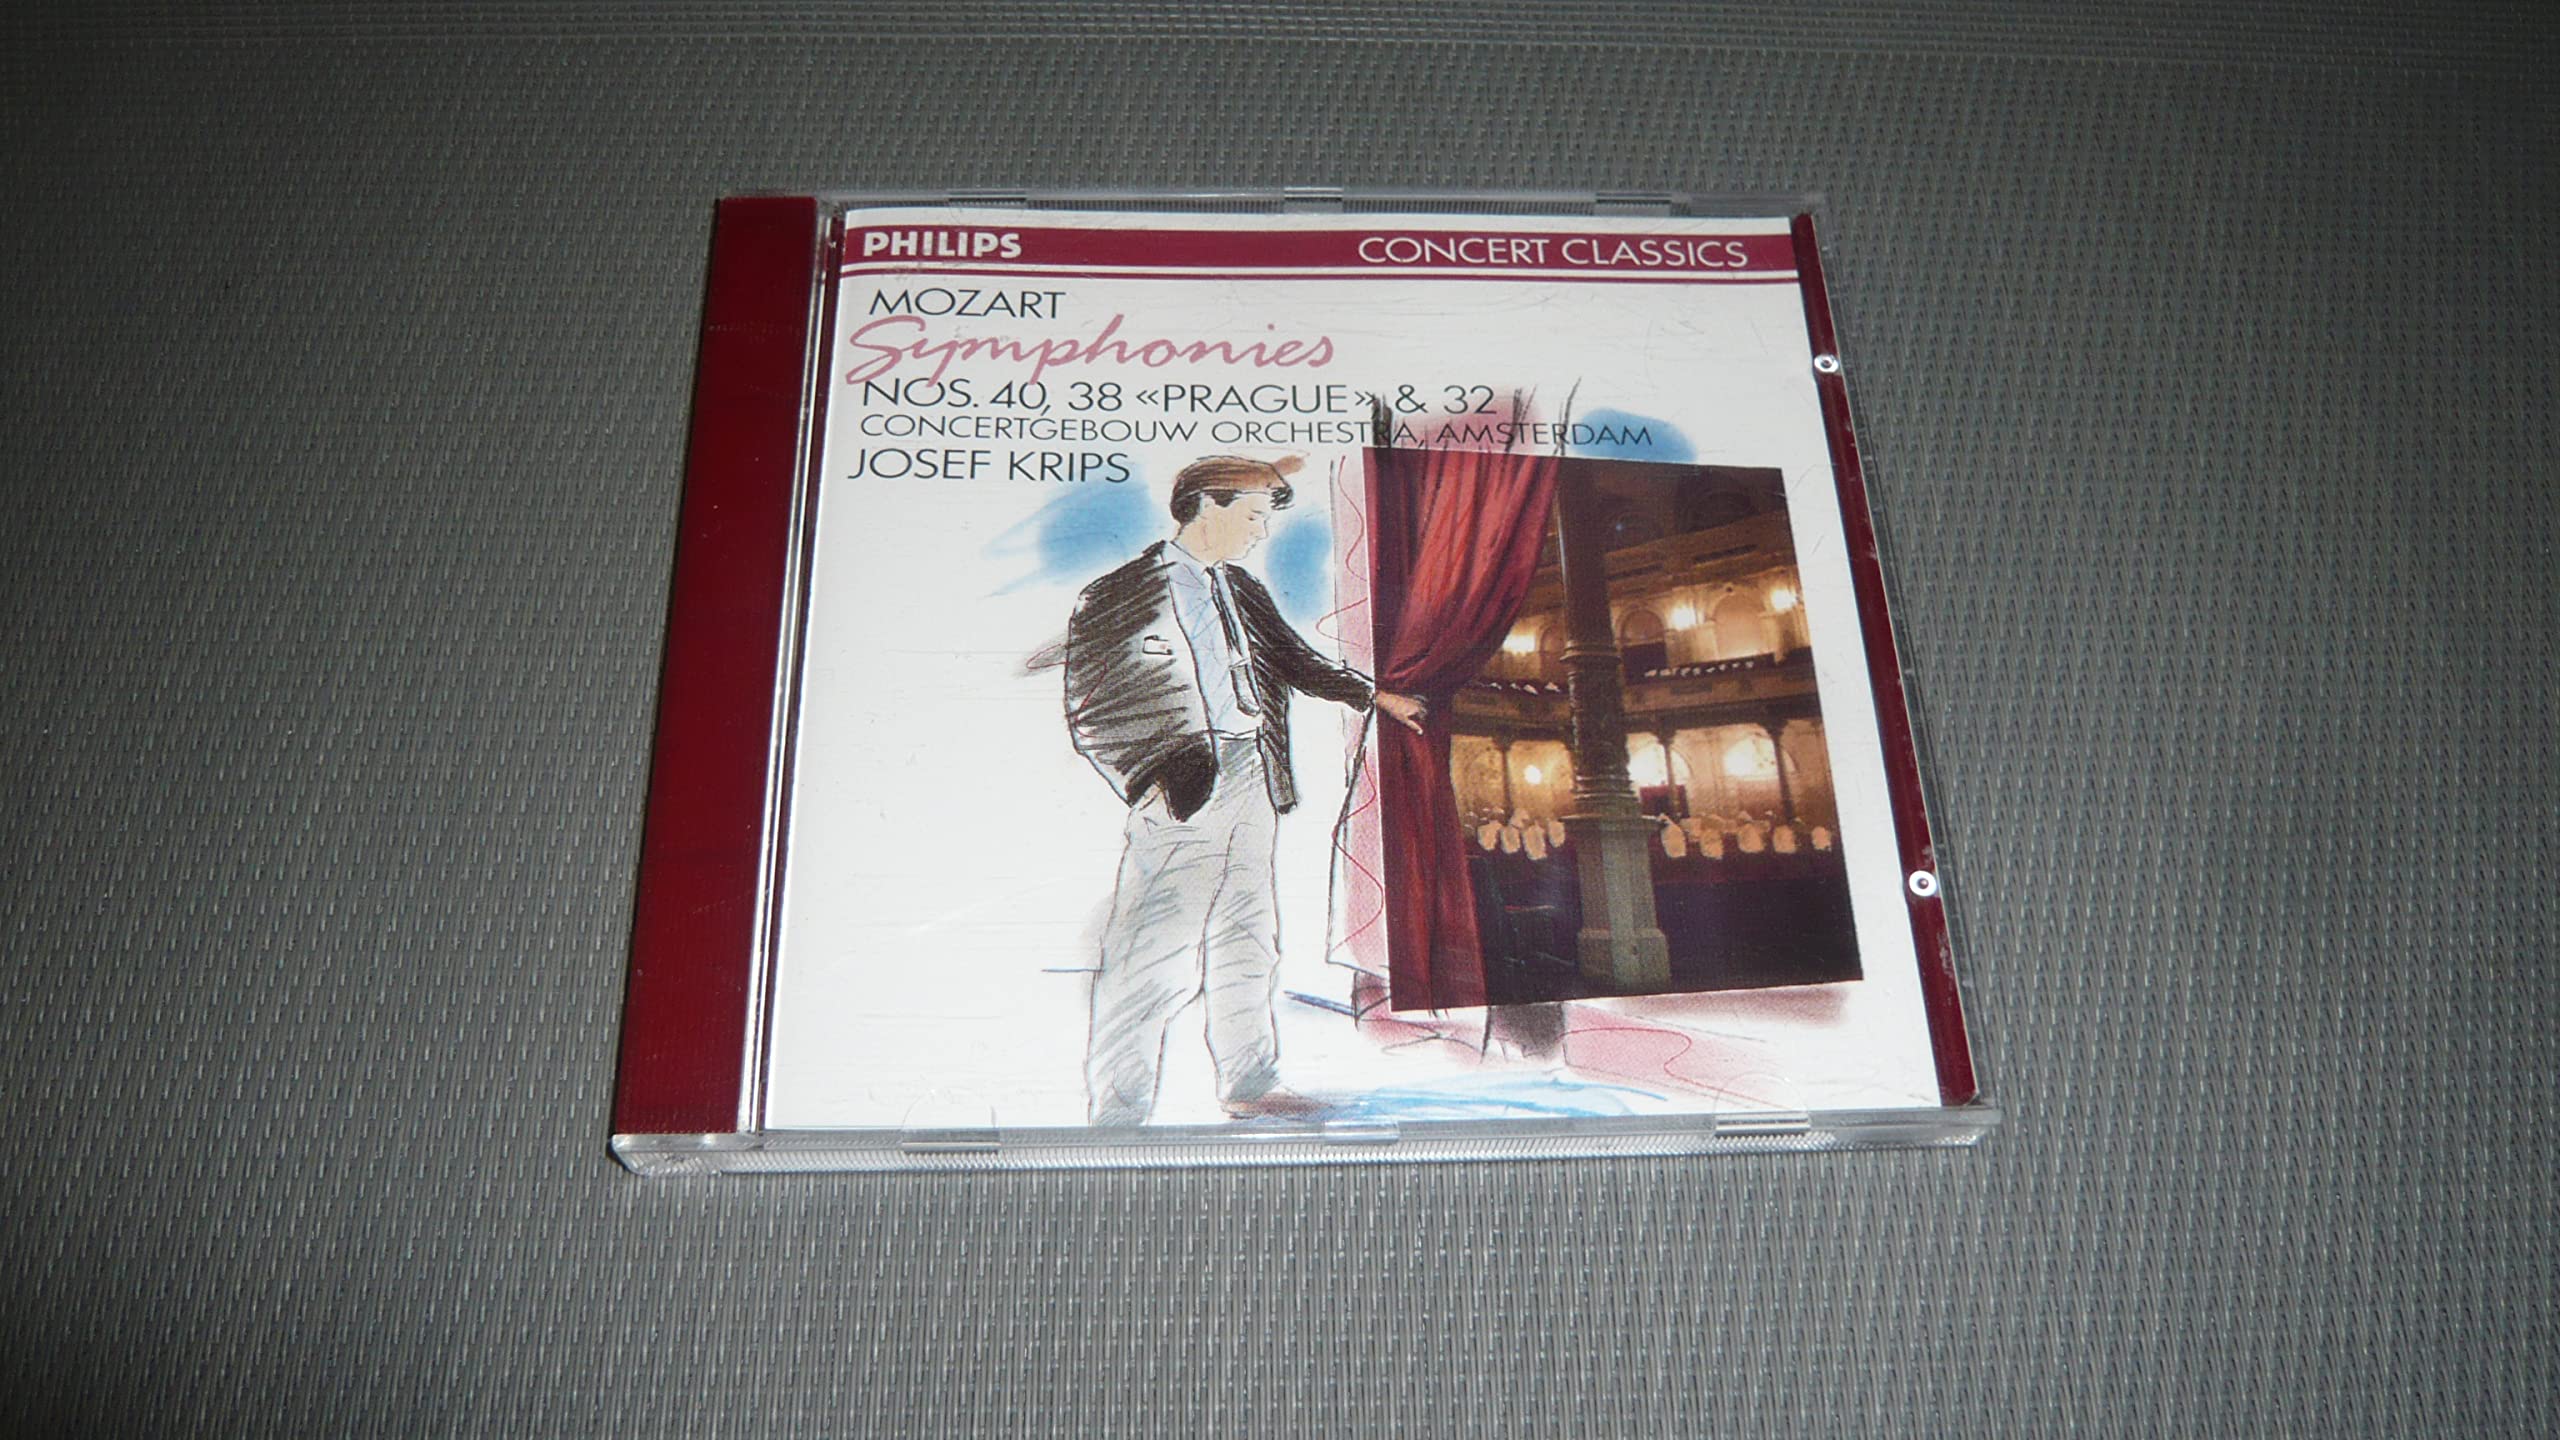 PHILIPS CONCERT CLASSICS
MOZART
Symphonies
NOS. 40, 38 «PRAGUE» & 32
CONCERTGEBOUW ORCHESTRA, AMSTERDAM
JOSEF KRIPS